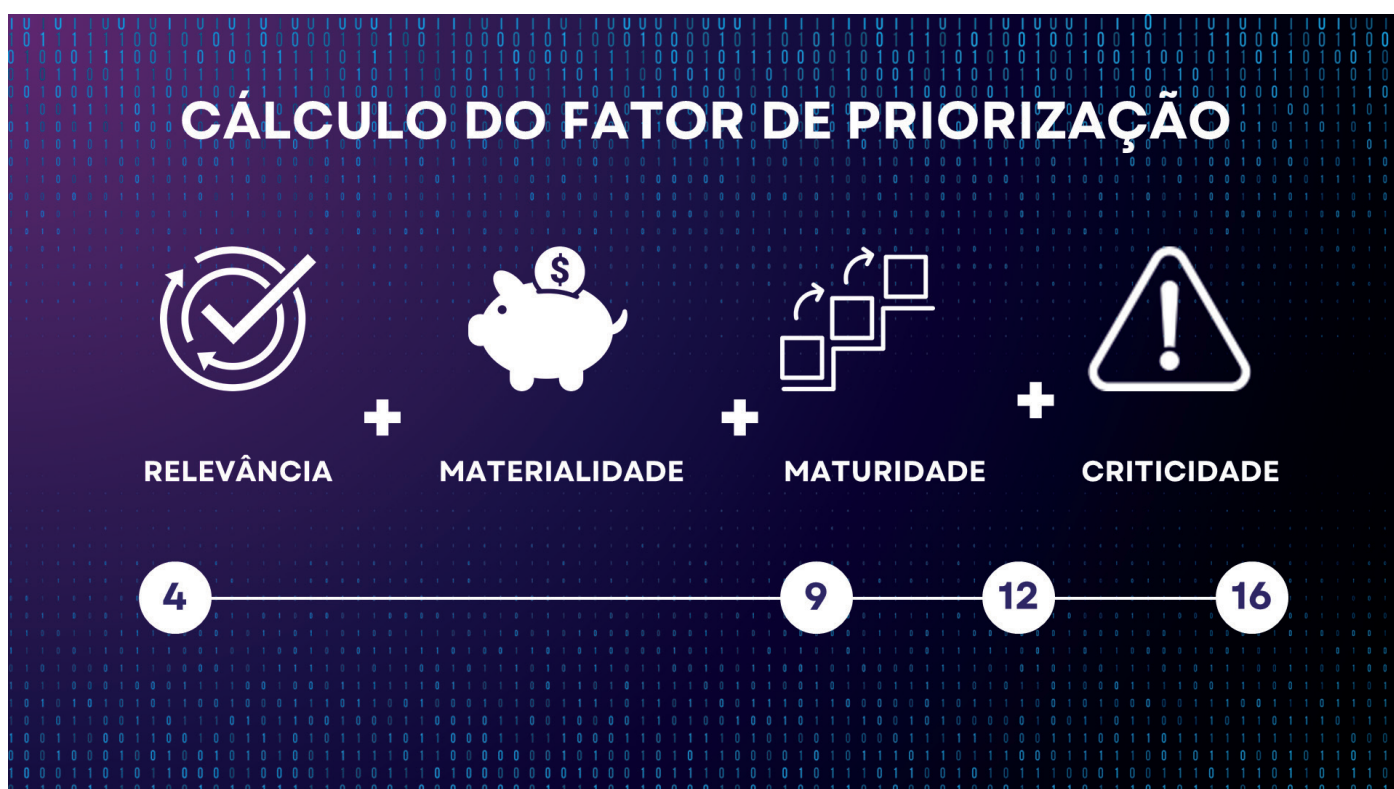 CÁLCULO DO FATOR DE PRIORIZAÇÃO
$
RELEVÂNCIA + MATERIALIDADE + MATURIDADE + CRITICIDADE
4 9 12 16